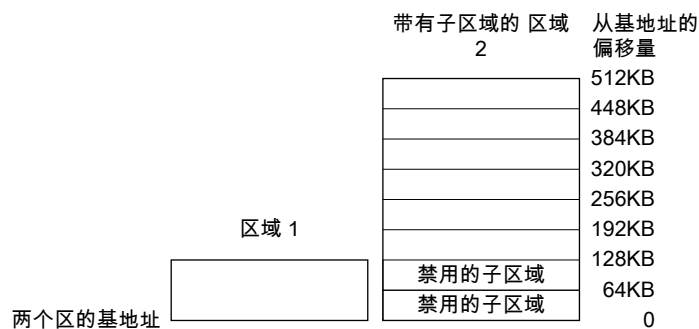 带有子区域的 区域
2
从基地址的
偏移量
512KB
448KB
384KB
320KB
256KB
区域 1
192KB
128KB
禁用的子区域
64KB
禁用的子区域
两个区的基地址
0